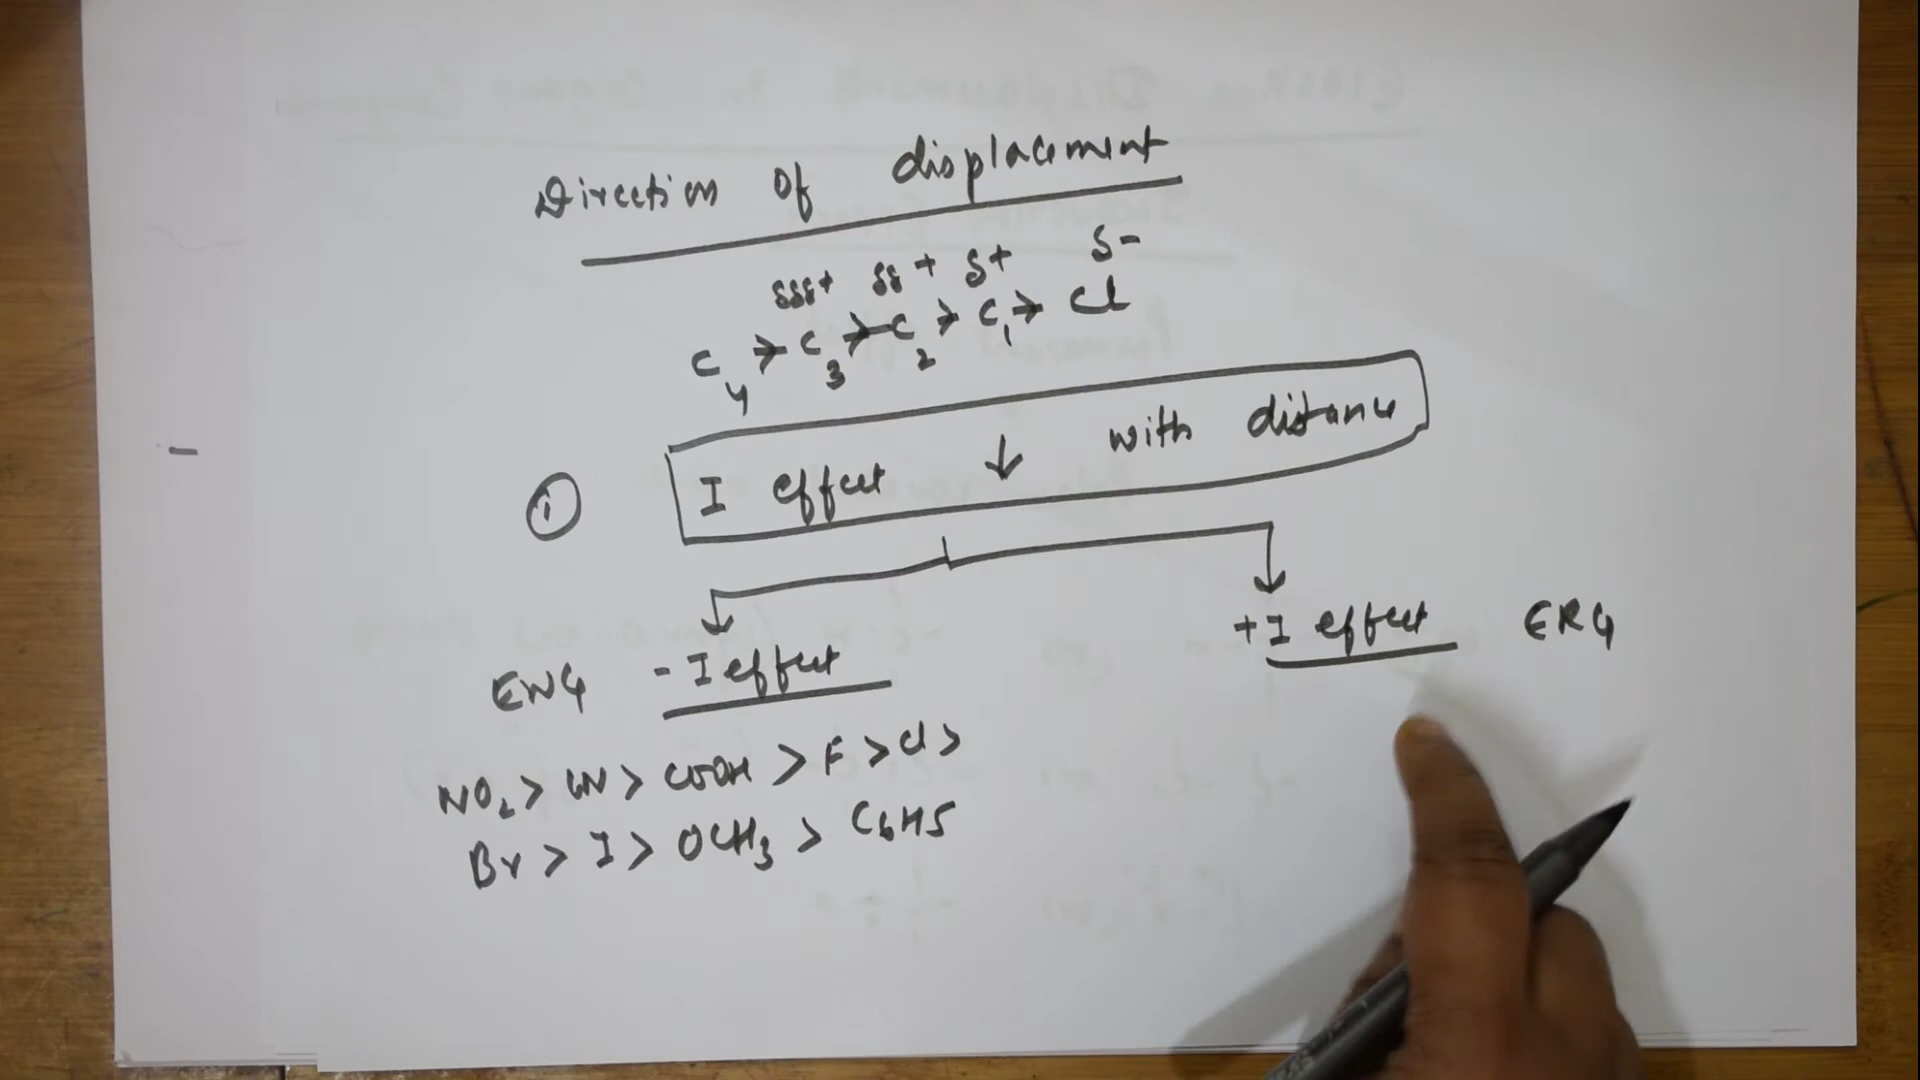 Direction of displacement
δδδ+ δδ+ δ+ δ-
C4 > C3 > C2 > C1 > Cl
① I effect ↓ with distance
EWG - I effect
+ I effect ERG
NO2 > CN > COOH > F > Cl >
Br > I > OCH3 > C6H5